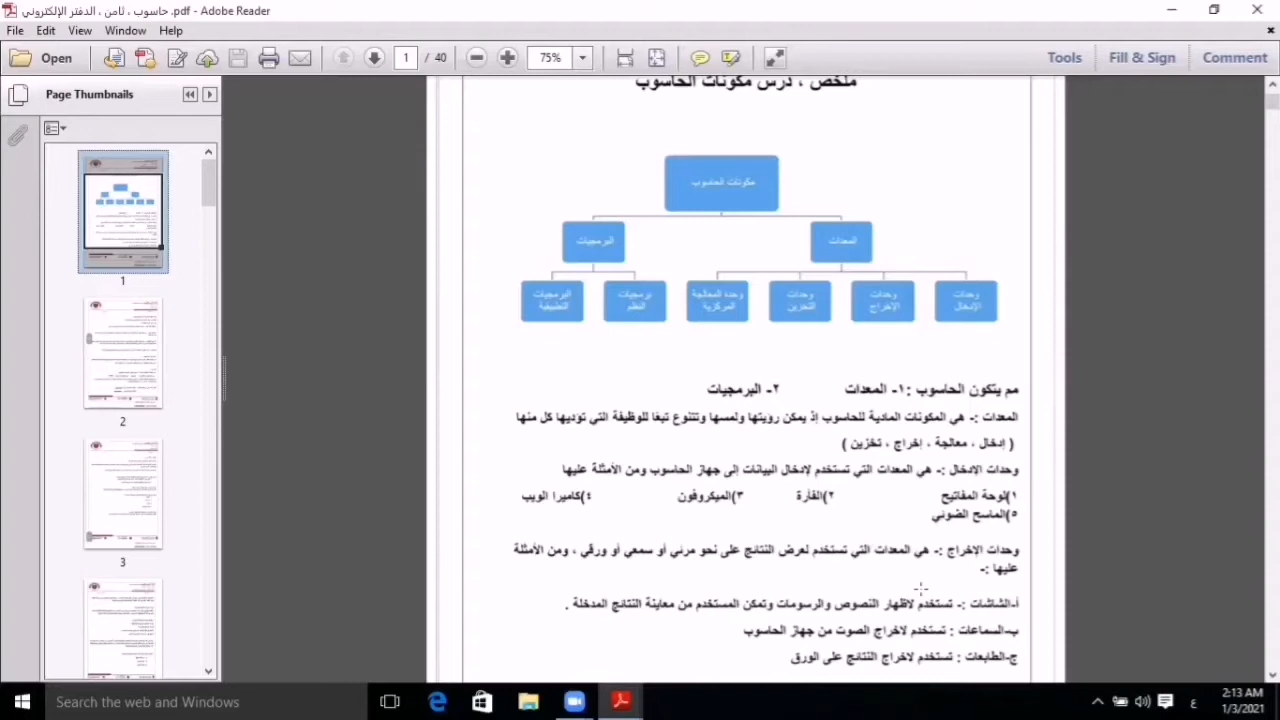 حاسوب ، ثامن ، الدفتر الإلكتروني .pdf - Adobe Reader
File Edit View Window Help
Open 1 / 40 75% Tools Fill & Sign Comment
Page Thumbnails
1
2
3
ملخص ، درس مكونات الحاسوب
مكونات الحاسوب
المعدات
البرمجيات
وحدات الإدخال
وحدات الإخراج
وحدات التخزين
وحدة المعالجة المركزية
برمجيات النظم
البرمجيات التطبيقية
مم يتكون الحاسوب :١- المعدات ٢- البرمجيات
المعدات :- هي المكونات المادية للحاسوب إذ يمكن رؤيتها ولمسها وتتنوع تبعًا للوظيفة التي تؤديها كل منها
( إدخال ، معالجة ، إخراج ، تخزين )
وحدات الادخال :- هي المعدات التي تستخدم لإدخال البيانات إلى جهاز الحاسوب ومن الأمثلة عليها
١)لوحة المفاتيح ٢)الفأرة ٣)الميكروفون ٤)كاميرا الويب
٥)الماسح الضوئي
وحدات الإخراج :- هي المعدات التي تستخدم لعرض النتائج على نحو مرئي أو سمعي أو ورقي ، ومن الأمثلة
عليها :-
أ-الشاشات :- تستخدم لاظهار النصوص والرسومات وتمكن المستخدم من معاينة النتائج المدخلة .
ب-السماعات : تستخدم لاخراج الصوت من جهاز الحاسوب
ج-الطابعات : تستخدم لاخراج النتائج على الورق
Search the web and Windows
ع
2:13 AM
1/3/2021